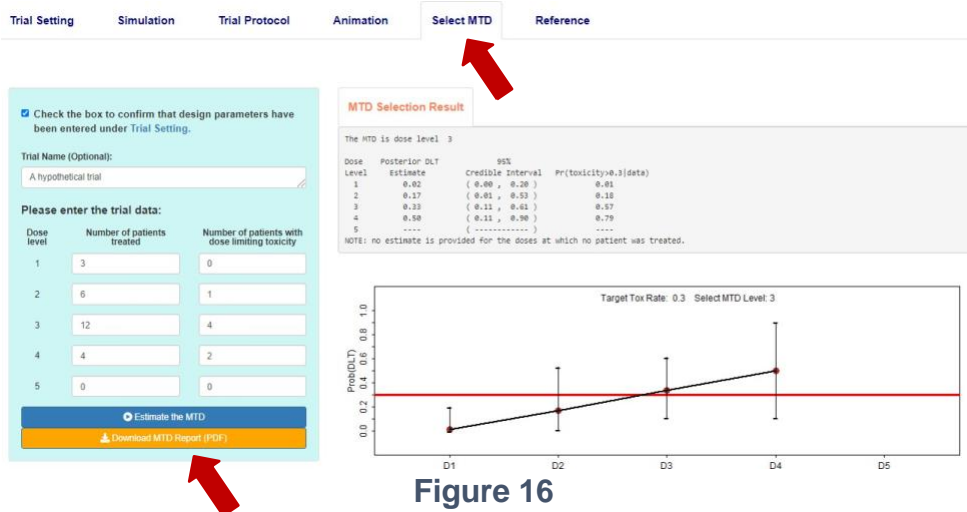 Trial Setting Simulation Trial Protocol Animation Select MTD Reference
Check the box to confirm that design parameters have
been entered under Trial Setting.
Trial Name (Optional):
A hypothetical trial
Please enter the trial data:
Dose level Number of patients treated Number of patients with dose limiting toxicity
1 3 0
2 6 1
3 12 4
4 4 2
5 0 0
Estimate the MTD
Download MTD Report (PDF)
MTD Selection Result
The MTD is dose level 3
Dose Posterior DLT 95%
Level Estimate Credible Interval Pr(toxicity>0.3|data)
1 0.02 ( 0.00 , 0.20 ) 0.01
2 0.17 ( 0.01 , 0.53 ) 0.18
3 0.33 ( 0.11 , 0.61 ) 0.57
4 0.50 ( 0.11 , 0.90 ) 0.79
5 ---- ( ------------ ) ----
NOTE: no estimate is provided for the doses at which no patient was treated.
Target Tox Rate: 0.3 Select MTD Level: 3
Prob(DLT)
1.0
0.8
0.6
0.4
0.2
0.0
D1 D2 D3 D4 D5
Figure 16